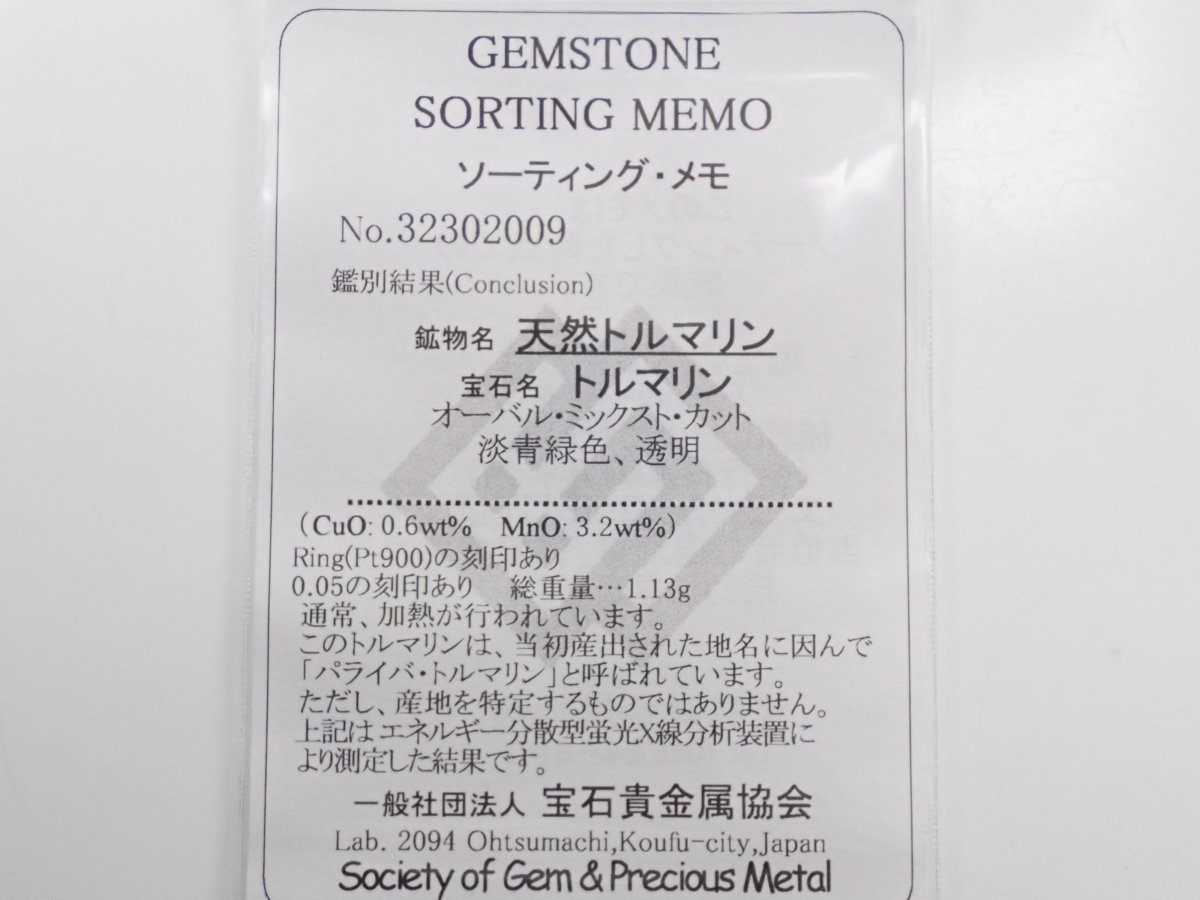 GEMSTONE
SORTING MEMO
ソーティング・メモ
No.32302009
鑑別結果(Conclusion)
鉱物名 天然トルマリン
宝石名 トルマリン
オーバル・ミックスト・カット
淡青緑色、透明
(CuO: 0.6wt% MnO: 3.2wt%)
Ring(Pt900)の刻印あり
0.05の刻印あり 総重量…1.13g
通常、加熱が行われています。
このトルマリンは、当初産出された地名に因んで
「パライバ・トルマリン」と呼ばれています。
ただし、産地を特定するものではありません。
上記はエネルギー分散型蛍光X線分析装置に
より測定した結果です。
一般社団法人 宝石貴金属協会
Lab. 2094 Ohtsumachi,Koufu-city,Japan
Society of Gem & Precious Metal